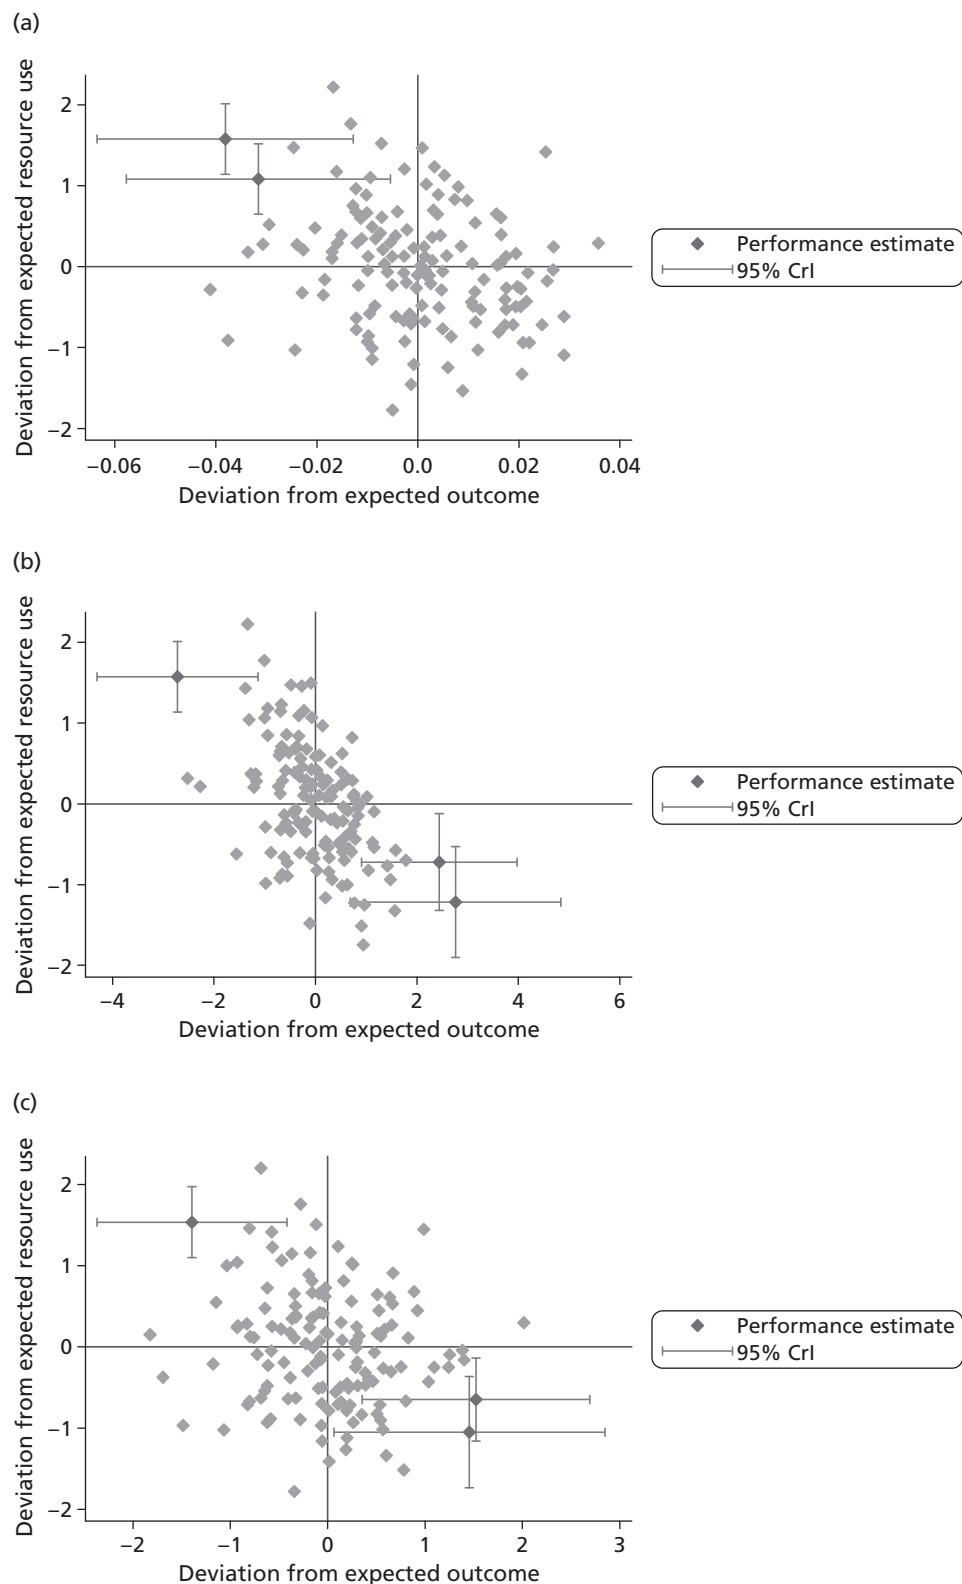 (a)
Deviation from expected resource use
2
1
0
−1
−2
−0.06 −0.04 −0.02 0.0 0.02 0.04
Deviation from expected outcome
Performance estimate
95% CrI
(b)
Deviation from expected resource use
2
1
0
−1
−2
−4 −2 0 2 4 6
Deviation from expected outcome
Performance estimate
95% CrI
(c)
Deviation from expected resource use
2
1
0
−1
−2
−2 −1 0 1 2 3
Deviation from expected outcome
Performance estimate
95% CrI